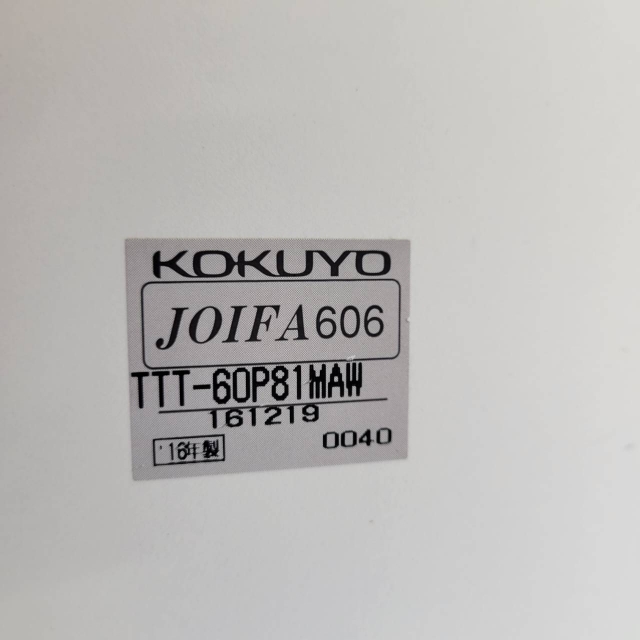 KOKUYO
JOIFA606
TTT-60P81MAW
161219
'16年製 0040